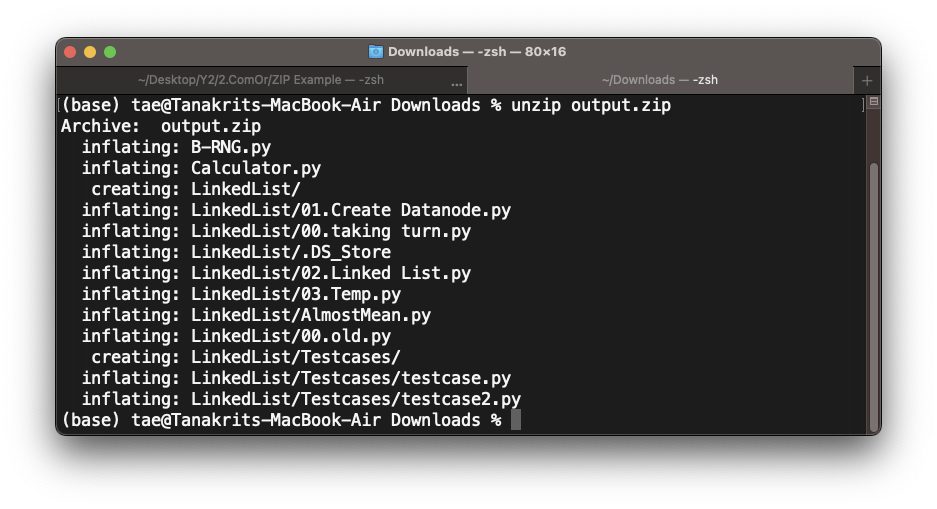 Downloads — -zsh — 80×16
~/Desktop/Y2/2.ComOr/ZIP Example — -zsh ... ~/Downloads — -zsh +
(base) tae@Tanakrits-MacBook-Air Downloads % unzip output.zip
Archive:  output.zip
  inflating: B-RNG.py
  inflating: Calculator.py
   creating: LinkedList/
  inflating: LinkedList/01.Create Datanode.py
  inflating: LinkedList/00.taking turn.py
  inflating: LinkedList/.DS_Store
  inflating: LinkedList/02.Linked List.py
  inflating: LinkedList/03.Temp.py
  inflating: LinkedList/AlmostMean.py
  inflating: LinkedList/00.old.py
   creating: LinkedList/Testcases/
  inflating: LinkedList/Testcases/testcase.py
  inflating: LinkedList/Testcases/testcase2.py
(base) tae@Tanakrits-MacBook-Air Downloads %